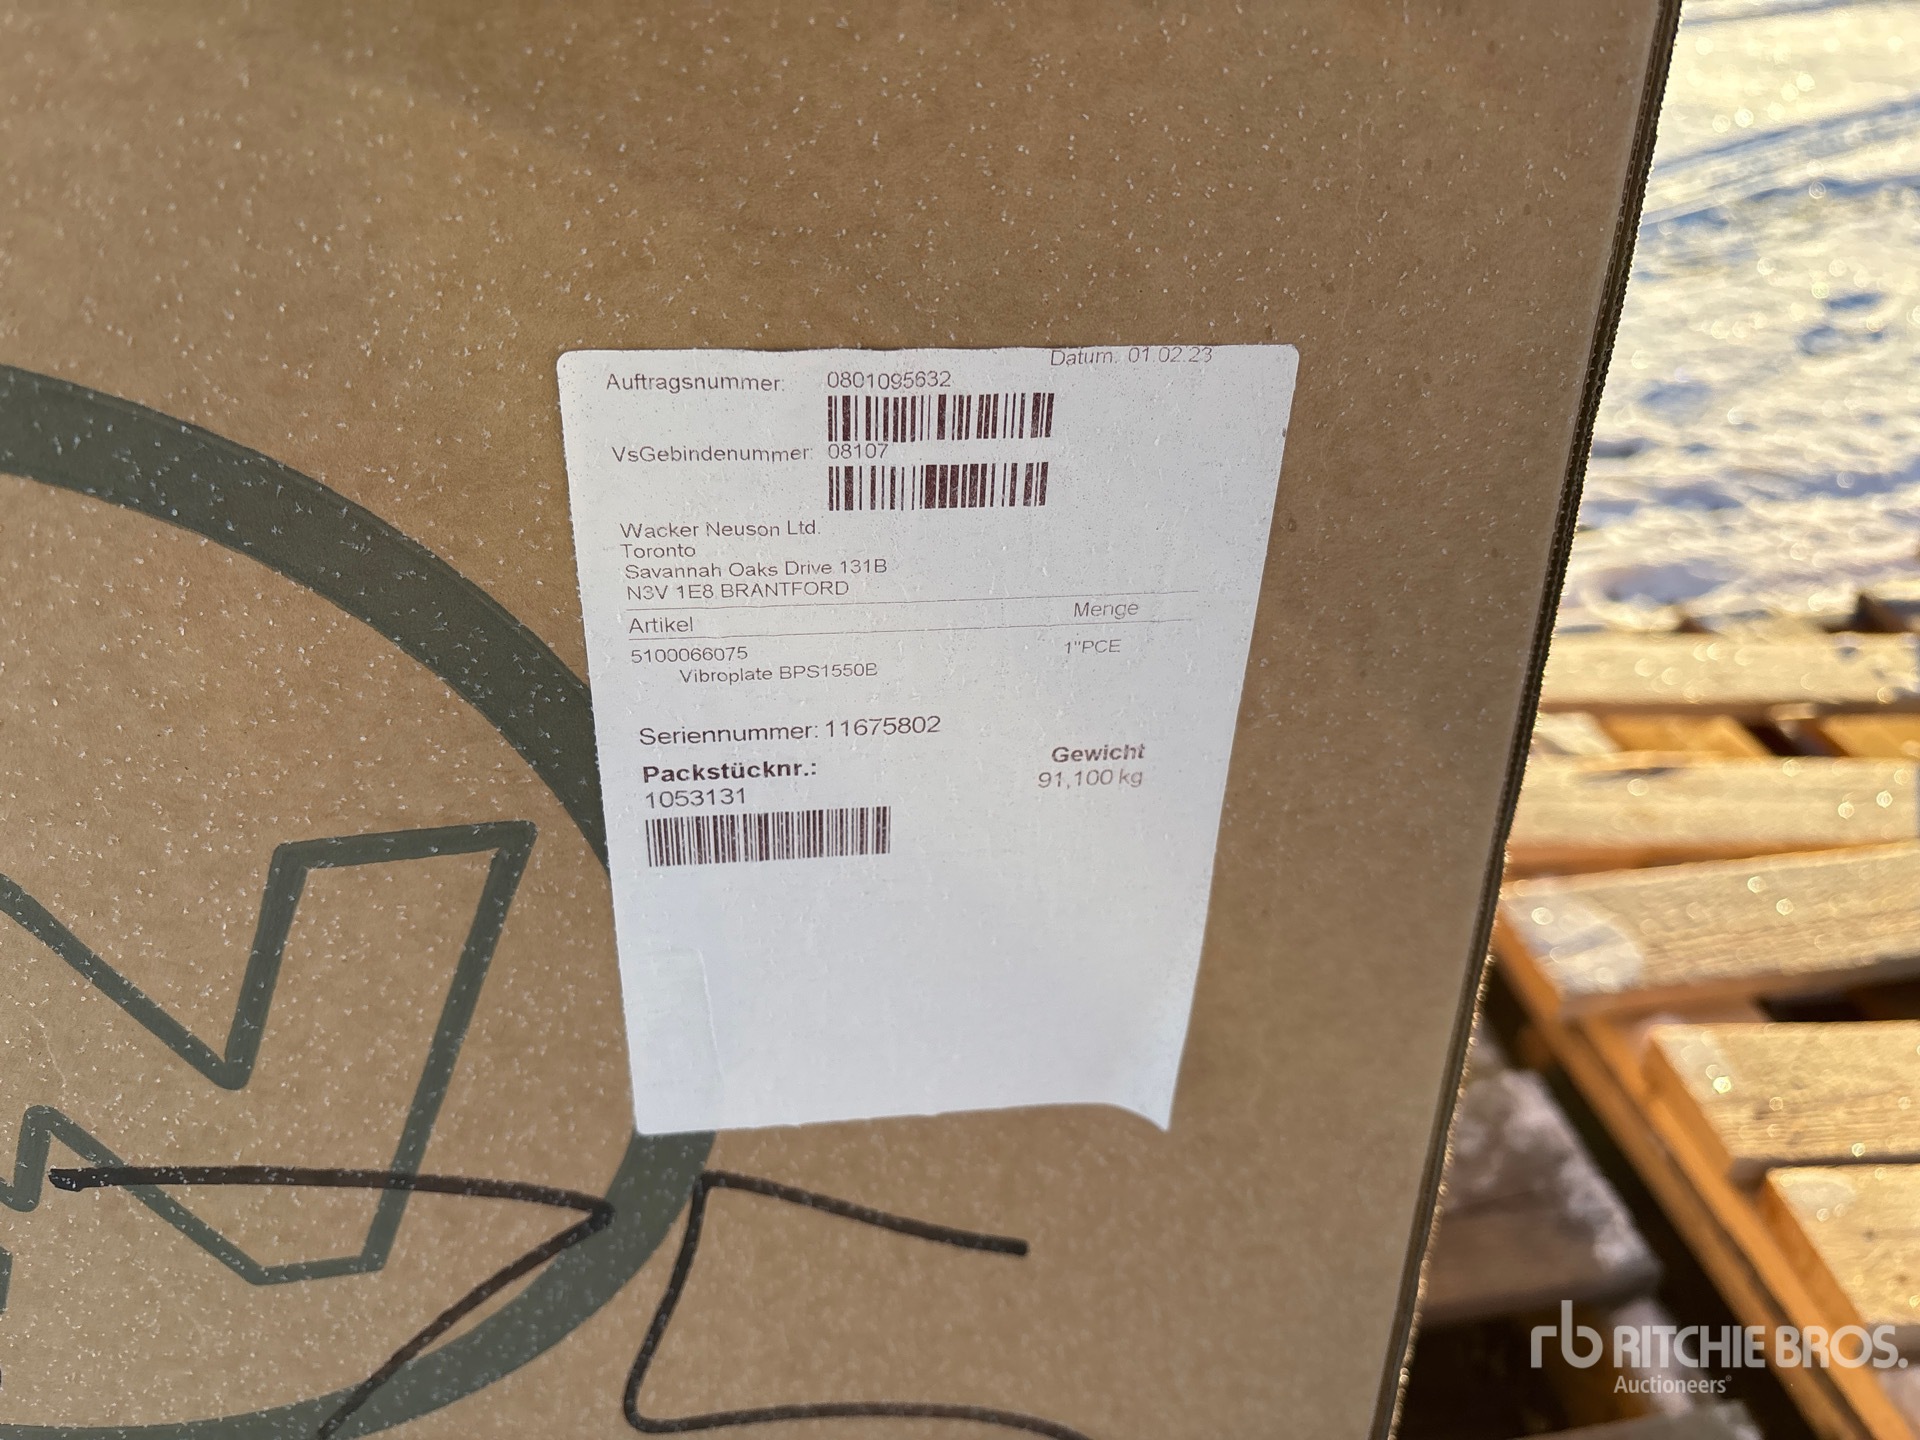 Datum. 01.02.23
Auftragsnummer: 0801095632
VsGebindenummer: 08107
Wacker Neuson Ltd.
Toronto
Savannah Oaks Drive 131B
N3V 1E8 BRANTFORD
Artikel Menge
5100066075 1"PCE
Vibroplate BPS1550B
Seriennummer: 11675802
Packstücknr.: Gewicht
1053131 91,100 kg
rb RITCHIE BROS.
Auctioneers®